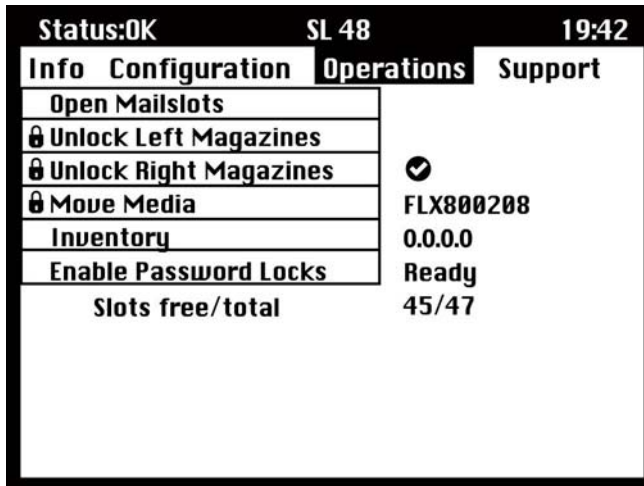 Status:OK SL 48 19:42
Info Configuration Operations Support
Open Mailslots
Unlock Left Magazines
Unlock Right Magazines
Move Media FLX800208
Inventory 0.0.0.0
Enable Password Locks Ready
Slots free/total 45/47